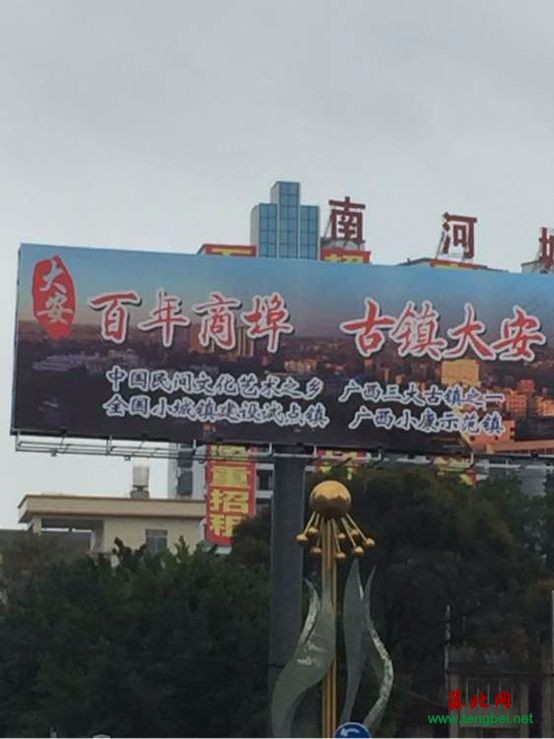 南河城
大安
百年商埠 古镇大安
中国民间文化艺术之乡 广西三大古镇之一
全国小城镇建设试点镇 广西小康示范镇
重招租
藤北网
www.tengbei.net